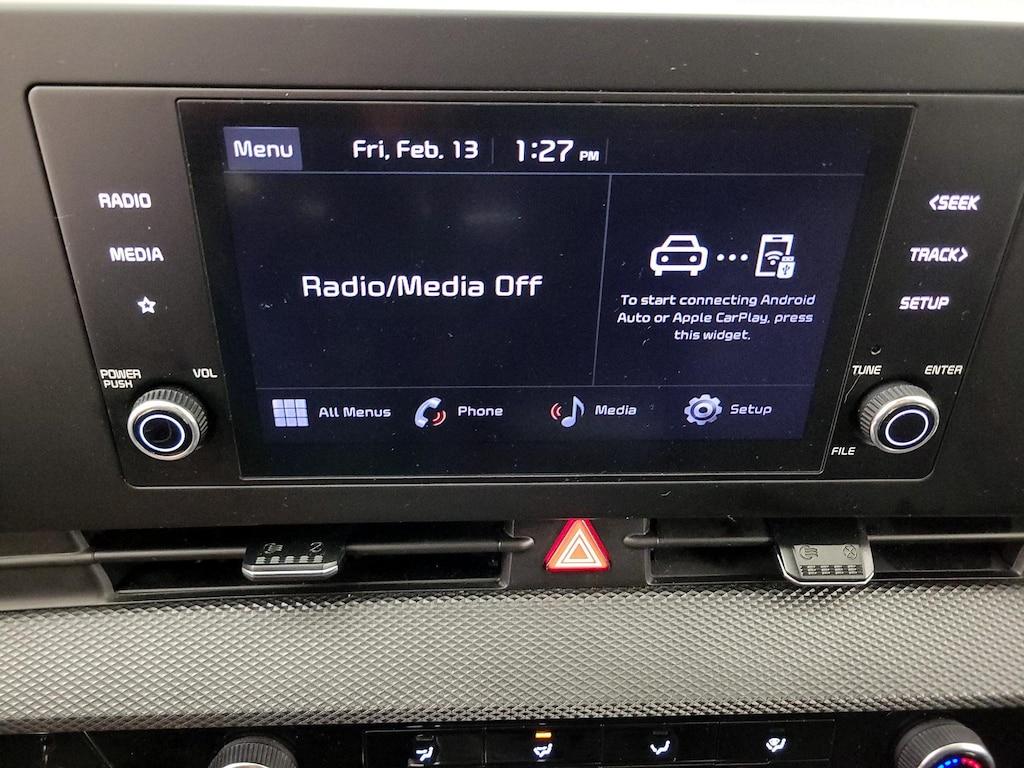 Menu Fri, Feb. 13 1:27 PM
RADIO
MEDIA
POWER PUSH VOL
Radio/Media Off
To start connecting Android
Auto or Apple CarPlay, press
this widget.
All Menus Phone Media Setup
<SEEK
TRACK>
SETUP
TUNE ENTER
FILE